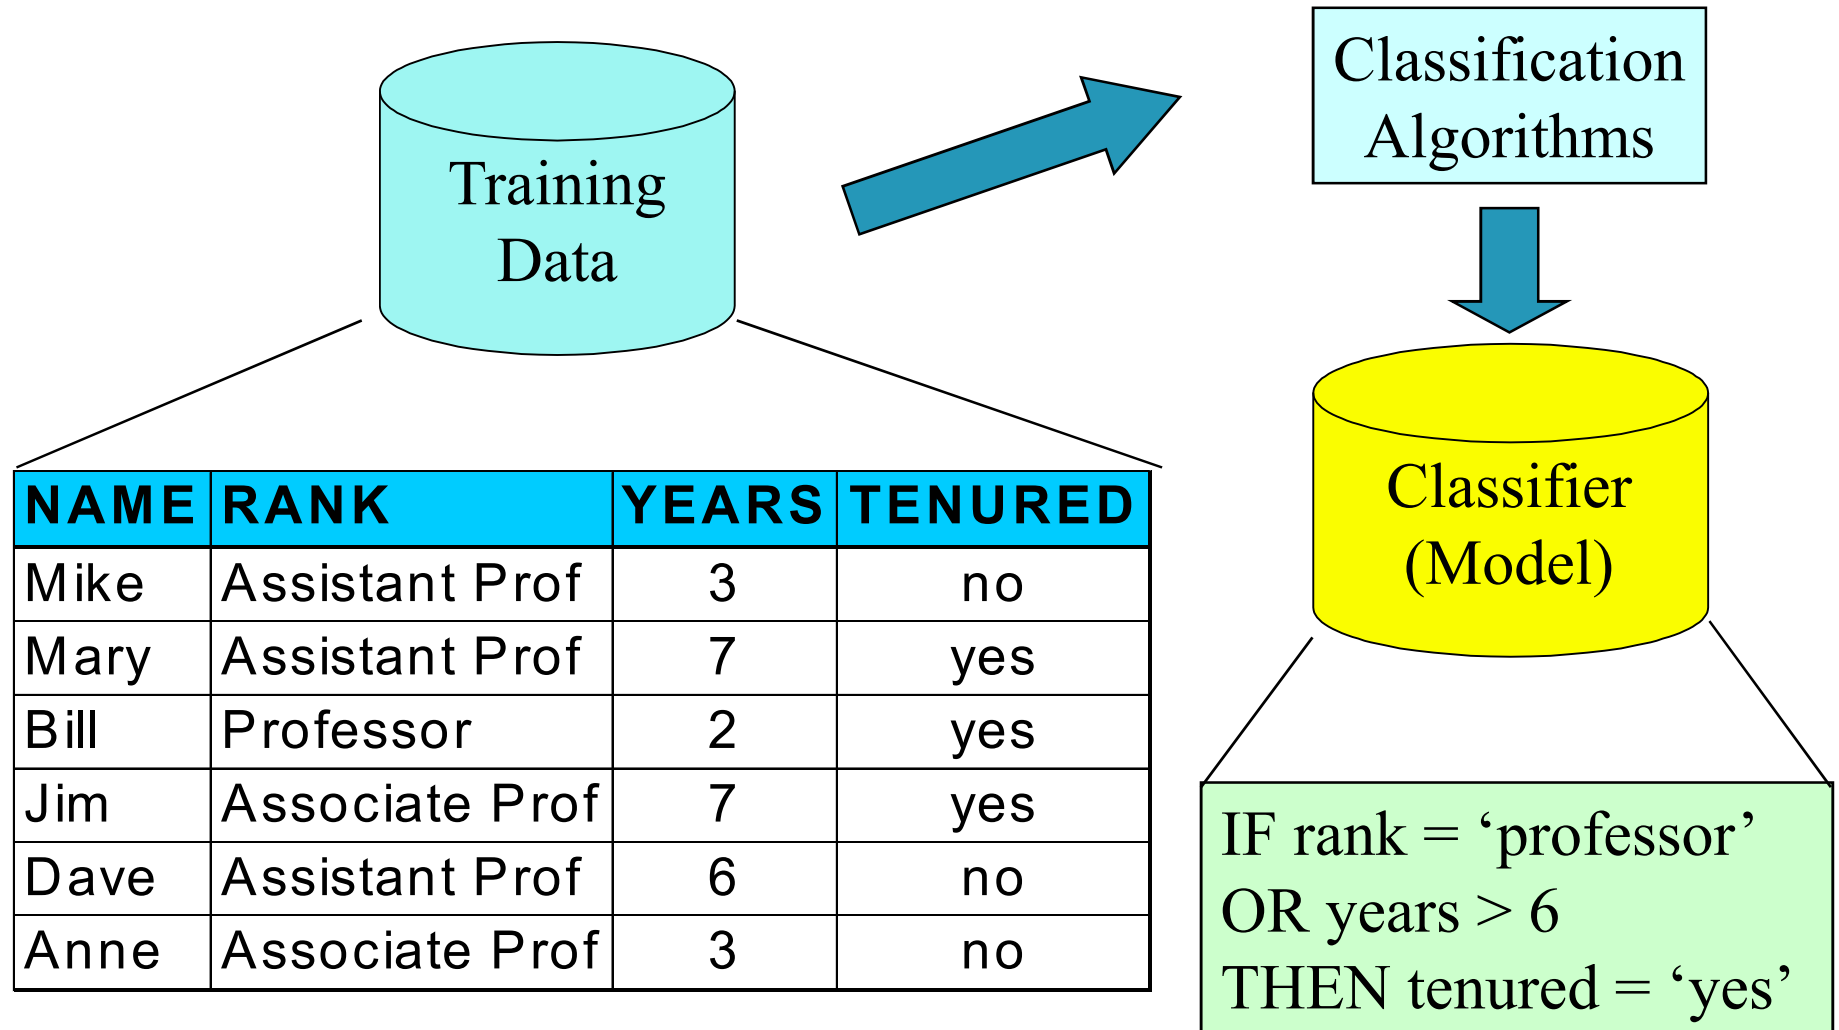 Training
Data
Classification
Algorithms
NAME RANK YEARS TENURED
Mike Assistant Prof 3 no
Mary Assistant Prof 7 yes
Bill Professor 2 yes
Jim Associate Prof 7 yes
Dave Assistant Prof 6 no
Anne Associate Prof 3 no
Classifier
(Model)
IF rank = ‘professor’
OR years > 6
THEN tenured = ‘yes’